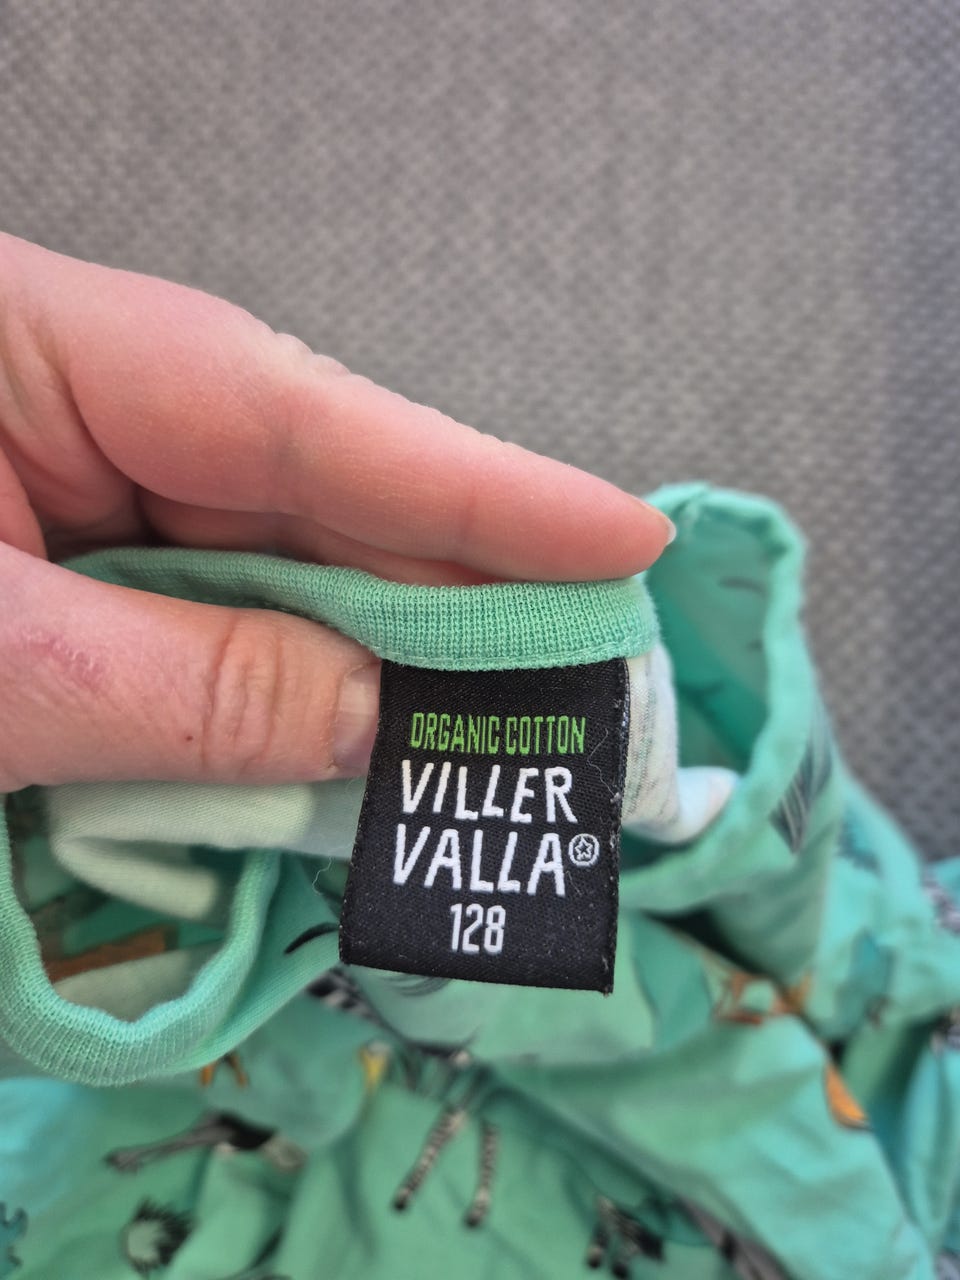 ORGANIC COTTON
VILLER
VALLA
128